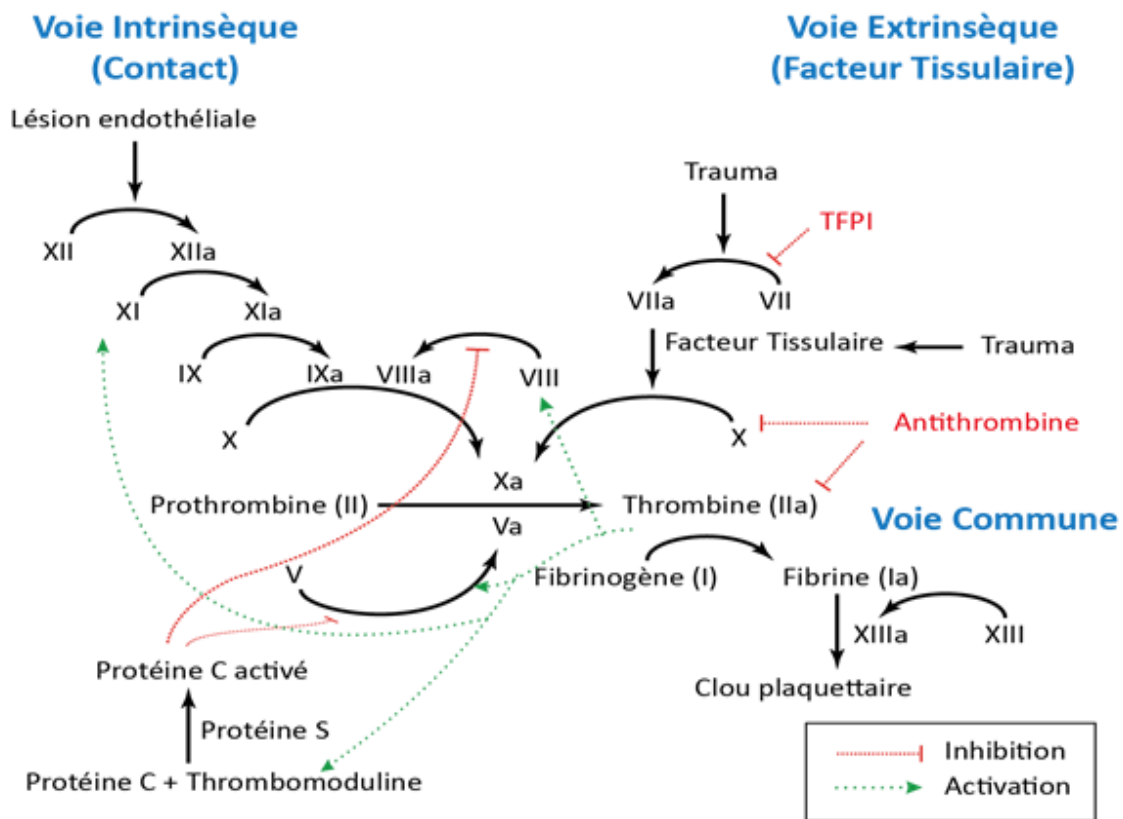 Voie Intrinsèque
(Contact)
Voie Extrinsèque
(Facteur Tissulaire)
Lésion endothéliale
Trauma
TFPI
XII
XIIa
VIIa
VII
XI
XIa
Facteur Tissulaire
Trauma
IX
IXa
VIIIa
VIII
X
X
Antithrombine
Xa
Prothrombine (II)
Thrombine (IIa)
Va
Voie Commune
V
Fibrinogène (I)
Fibrine (Ia)
XIIIa
XIII
Protéine C activé
Clou plaquettaire
Protéine S
Protéine C + Thrombomoduline
Inhibition
Activation